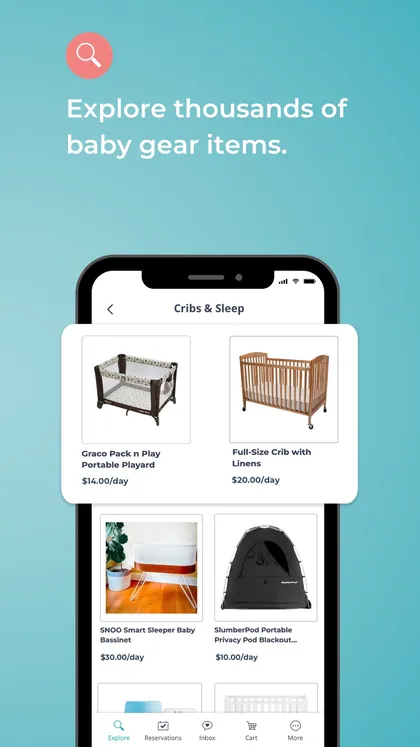 Explore thousands of
baby gear items.
Cribs & Sleep
Graco Pack n Play
Portable Playard
$14.00/day
Full-Size Crib with
Linens
$20.00/day
SNOO Smart Sleeper Baby
Bassinet
$30.00/day
SlumberPod Portable
Privacy Pod Blackout...
$10.00/day
Explore
Reservations
Inbox
Cart
More